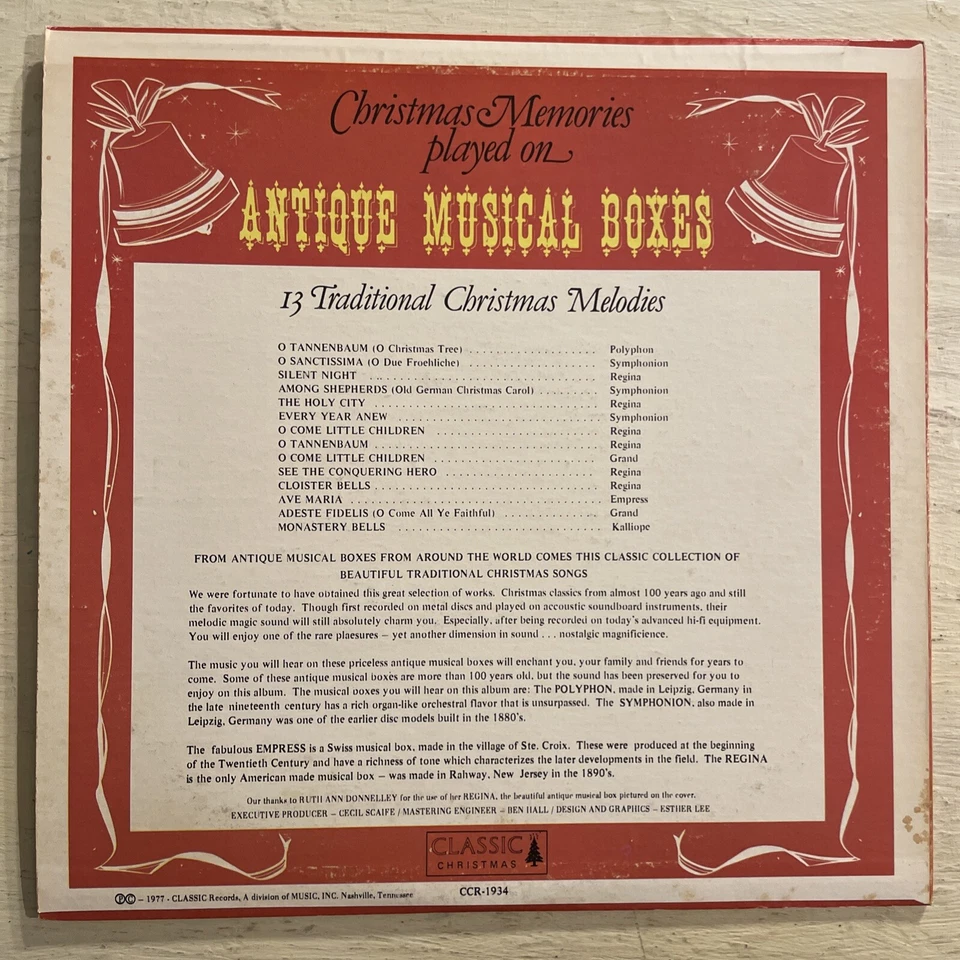 Christmas Memories
played on
ANTIQUE MUSICAL BOXES
13 Traditional Christmas Melodies
O TANNENBAUM (O Christmas Tree) . . . . . . . . . . . . . . . . . . . Polyphon
O SANCTISSIMA (O Due Froehliche) . . . . . . . . . . . . . . . . . . . Symphonion
SILENT NIGHT . . . . . . . . . . . . . . . . . . . . . . . . . . . . . . . . . Regina
AMONG SHEPHERDS (Old German Christmas Carol) . . . . . . . . . Symphonion
THE HOLY CITY . . . . . . . . . . . . . . . . . . . . . . . . . . . . . . . . . Regina
EVERY YEAR ANEW . . . . . . . . . . . . . . . . . . . . . . . . . . . . . . Symphonion
O COME LITTLE CHILDREN . . . . . . . . . . . . . . . . . . . . . . . . . Regina
O TANNENBAUM . . . . . . . . . . . . . . . . . . . . . . . . . . . . . . . . . Regina
O COME LITTLE CHILDREN . . . . . . . . . . . . . . . . . . . . . . . . . Grand
SEE THE CONQUERING HERO . . . . . . . . . . . . . . . . . . . . . . . Regina
CLOISTER BELLS . . . . . . . . . . . . . . . . . . . . . . . . . . . . . . . . . Regina
AVE MARIA . . . . . . . . . . . . . . . . . . . . . . . . . . . . . . . . . . . . . Empress
ADESTE FIDELIS (O Come All Ye Faithful) . . . . . . . . . . . . . . Grand
MONASTERY BELLS . . . . . . . . . . . . . . . . . . . . . . . . . . . . . . . Kalliope
FROM ANTIQUE MUSICAL BOXES FROM AROUND THE WORLD COMES THIS CLASSIC COLLECTION OF
BEAUTIFUL TRADITIONAL CHRISTMAS SONGS
We were fortunate to have obtained this great selection of works. Christmas classics from almost 100 years ago and still
the favorites of today. Though first recorded on metal discs and played on accoustic soundboard instruments, their
melodic magic sound will still absolutely charm you. Especially, after being recorded on today's advanced hi-fi equipment.
You will enjoy one of the rare plaesures – yet another dimension in sound . . . nostalgic magnificience.
The music you will hear on these priceless antique musical boxes will enchant you, your family and friends for years to
come. Some of these antique musical boxes are more than 100 years old, but the sound has been preserved for you to
enjoy on this album. The musical boxes you will hear on this album are: The POLYPHON, made in Leipzig, Germany in
the late nineteenth century has a rich organ-like orchestral flavor that is unsurpassed. The SYMPHONION, also made in
Leipzig, Germany was one of the earlier disc models built in the 1880's.
The fabulous EMPRESS is a Swiss musical box, made in the village of Ste. Croix. These were produced at the beginning
of the Twentieth Century and have a richness of tone which characterizes the later developments in the field. The REGINA
is the only American made musical box – was made in Rahway, New Jersey in the 1890's.
Our thanks to RUTH ANN DONNELLEY for the use of her REGINA, the beautiful antique musical box pictured on the cover.
EXECUTIVE PRODUCER – CECIL SCAIFE / MASTERING ENGINEER – BEN HALL / DESIGN AND GRAPHICS – ESTHER LEE
CLASSIC
CHRISTMAS
℗© – 1977 - CLASSIC Records, A division of MUSIC, INC. Nashville, Tennessee
CCR-1934